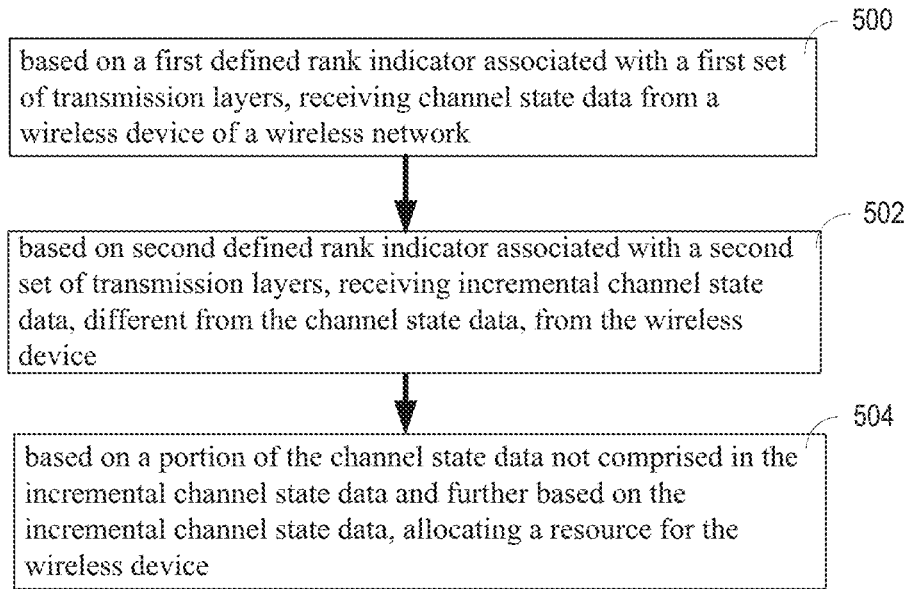 500
based on a first defined rank indicator associated with a first set
of transmission layers, receiving channel state data from a
wireless device of a wireless network
502
based on second defined rank indicator associated with a second
set of transmission layers, receiving incremental channel state
data, different from the channel state data, from the wireless
device
504
based on a portion of the channel state data not comprised in the
incremental channel state data and further based on the
incremental channel state data, allocating a resource for the
wireless device